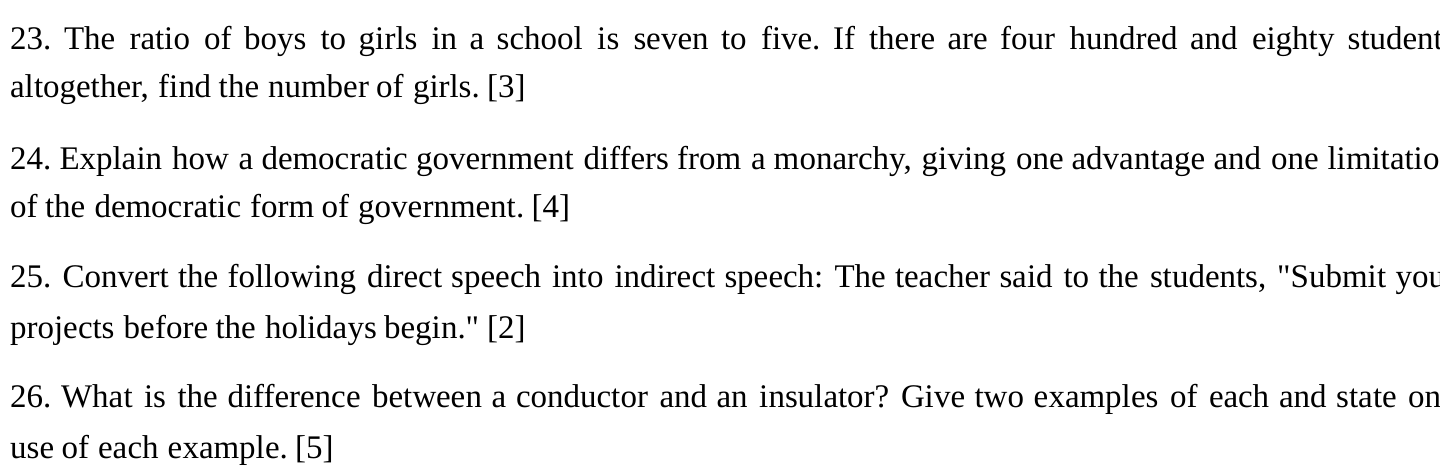 23. The ratio of boys to girls in a school is seven to five. If there are four hundred and eighty student
altogether, find the number of girls. [3]
24. Explain how a democratic government differs from a monarchy, giving one advantage and one limitatio
of the democratic form of government. [4]
25. Convert the following direct speech into indirect speech: The teacher said to the students, "Submit you
projects before the holidays begin." [2]
26. What is the difference between a conductor and an insulator? Give two examples of each and state on
use of each example. [5]